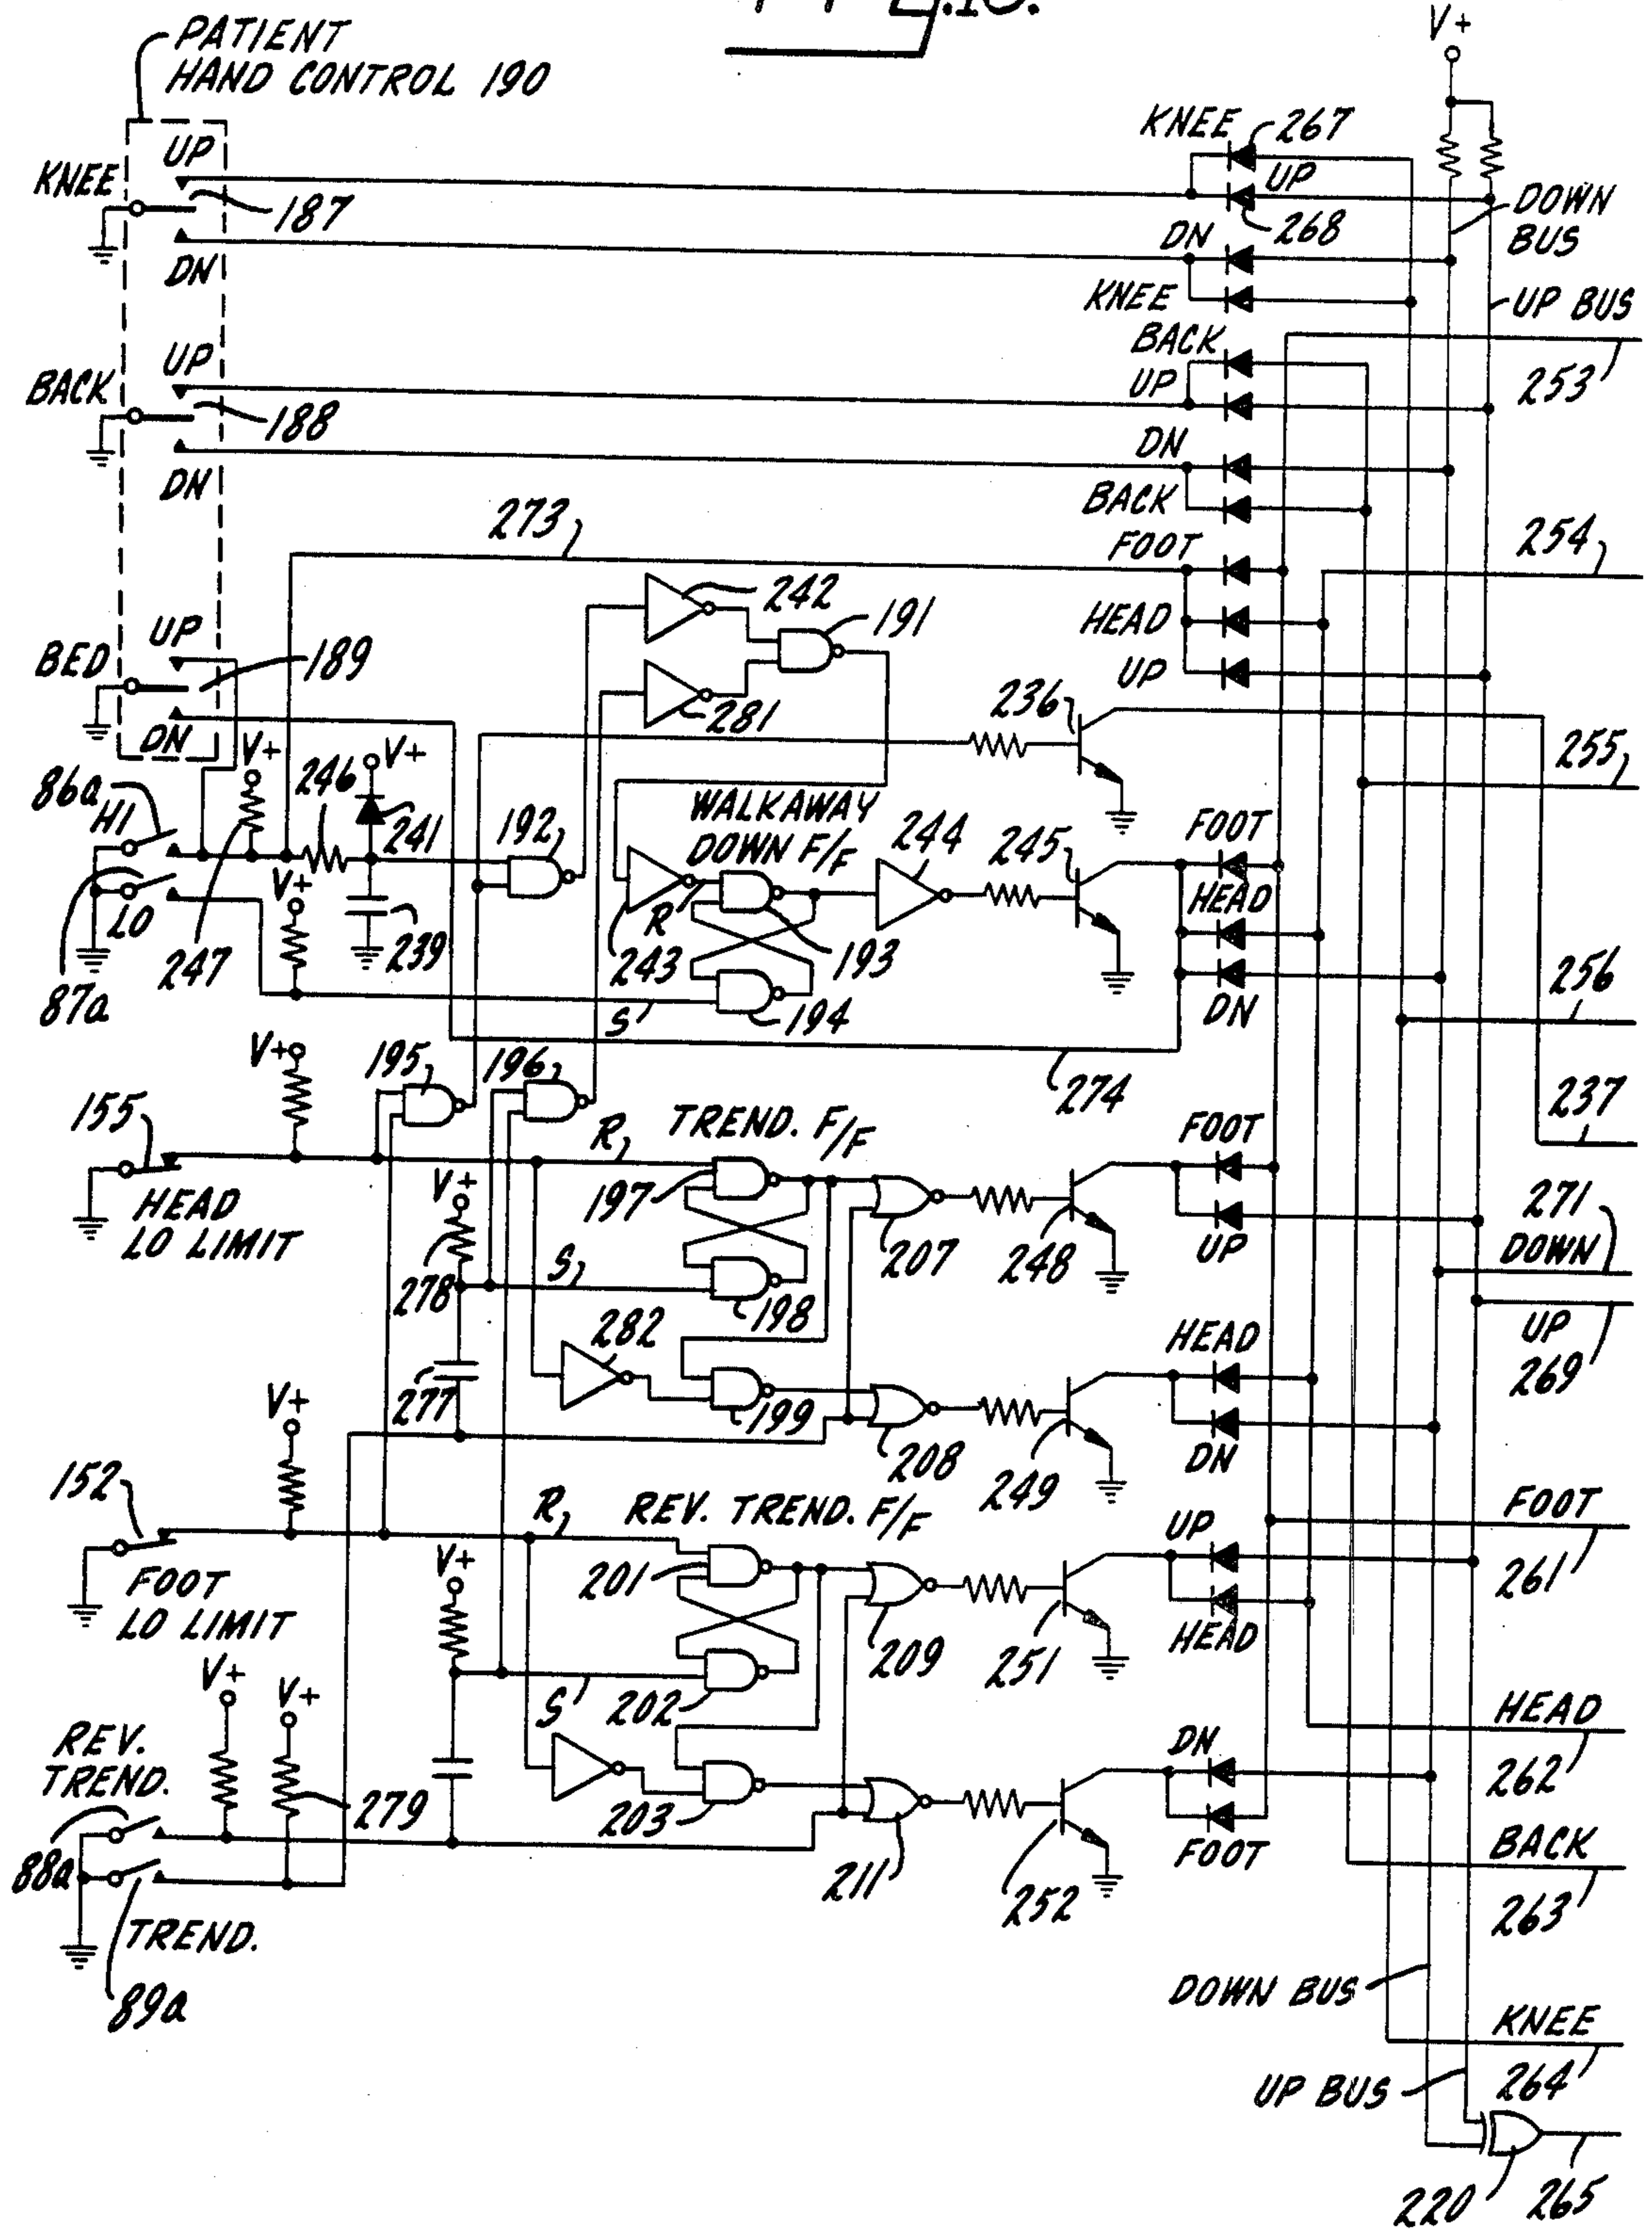 V+
PATIENT
HAND CONTROL 190
KNEE
UP
187
DN
KNEE
267
UP
268
DN
KNEE
DOWN
BUS
UP BUS
BACK
UP
188
DN
BACK
UP
253
DN
BACK
273
FOOT
254
242
191
HEAD
BED
UP
189
UP
281
236
DN
V+
V+
255
86a
HI
246
241
192
WALKAWAY
DOWN F/F
244
245
FOOT
V+
LO
HEAD
247
239
R
243
193
256
87a
S
194
DN
V+
195
196
274
237
155
R
TREND. F/F
FOOT
197
V+
HEAD
LO LIMIT
271
DOWN
278
S
207
248
UP
198
282
HEAD
UP
269
277
199
V+
208
249
DN
152
R
REV. TREND. F/F
UP
FOOT
V+
201
261
FOOT
LO LIMIT
209
251
HEAD
V+
V+
S
202
HEAD
REV.
TREND.
DN
262
279
203
88a
211
252
FOOT
BACK
263
TREND.
89a
DOWN BUS
KNEE
UP BUS
264
220
265